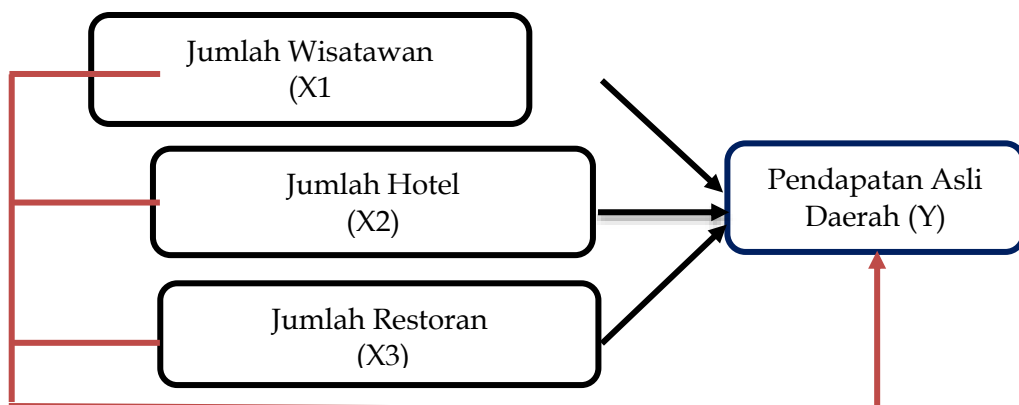 Jumlah Wisatawan
(X1
Jumlah Hotel
(X2)
Jumlah Restoran
(X3)
Pendapatan Asli
Daerah (Y)